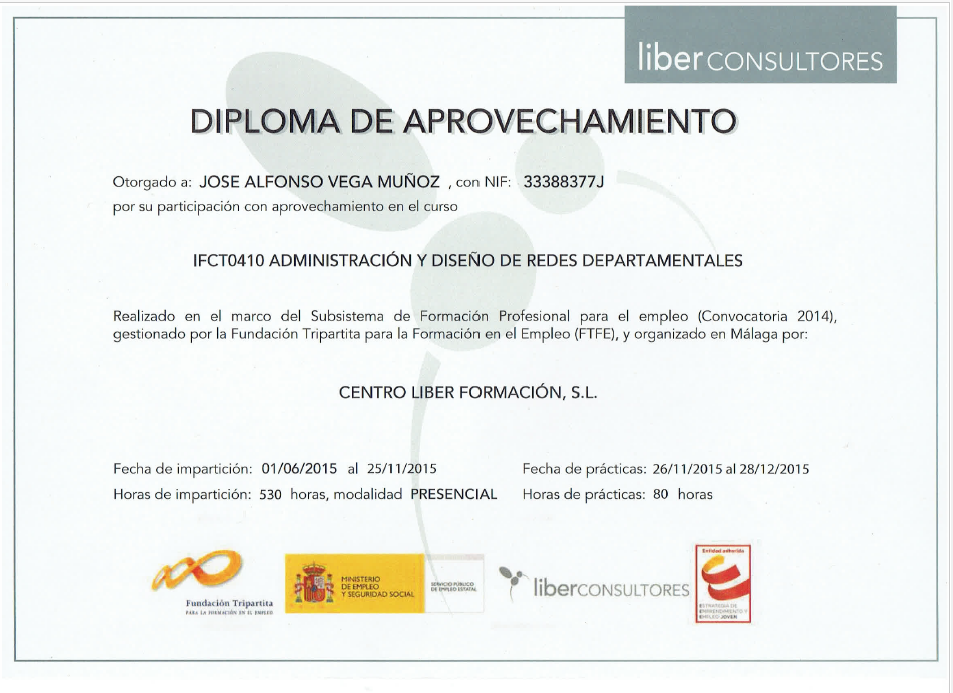 liberCONSULTORES
DIPLOMA DE APROVECHAMIENTO
Otorgado a: JOSE ALFONSO VEGA MUÑOZ , con NIF: 33388377J
por su participación con aprovechamiento en el curso
IFCT0410 ADMINISTRACIÓN Y DISEÑO DE REDES DEPARTAMENTALES
Realizado en el marco del Subsistema de Formación Profesional para el empleo (Convocatoria 2014),
gestionado por la Fundación Tripartita para la Formación en el Empleo (FTFE), y organizado en Málaga por:
CENTRO LIBER FORMACIÓN, S.L.
Fecha de impartición: 01/06/2015 al 25/11/2015 Fecha de prácticas: 26/11/2015 al 28/12/2015
Horas de impartición: 530 horas, modalidad PRESENCIAL Horas de prácticas: 80 horas
Fundación Tripartita
PARA LA FORMACIÓN EN EL EMPLEO
MINISTERIO
DE EMPLEO
Y SEGURIDAD SOCIAL
SERVICIO PÚBLICO
DE EMPLEO ESTATAL
liberCONSULTORES
Entidad adherida
ESTRATEGIA DE
EMPRENDIMIENTO Y
EMPLEO JOVEN